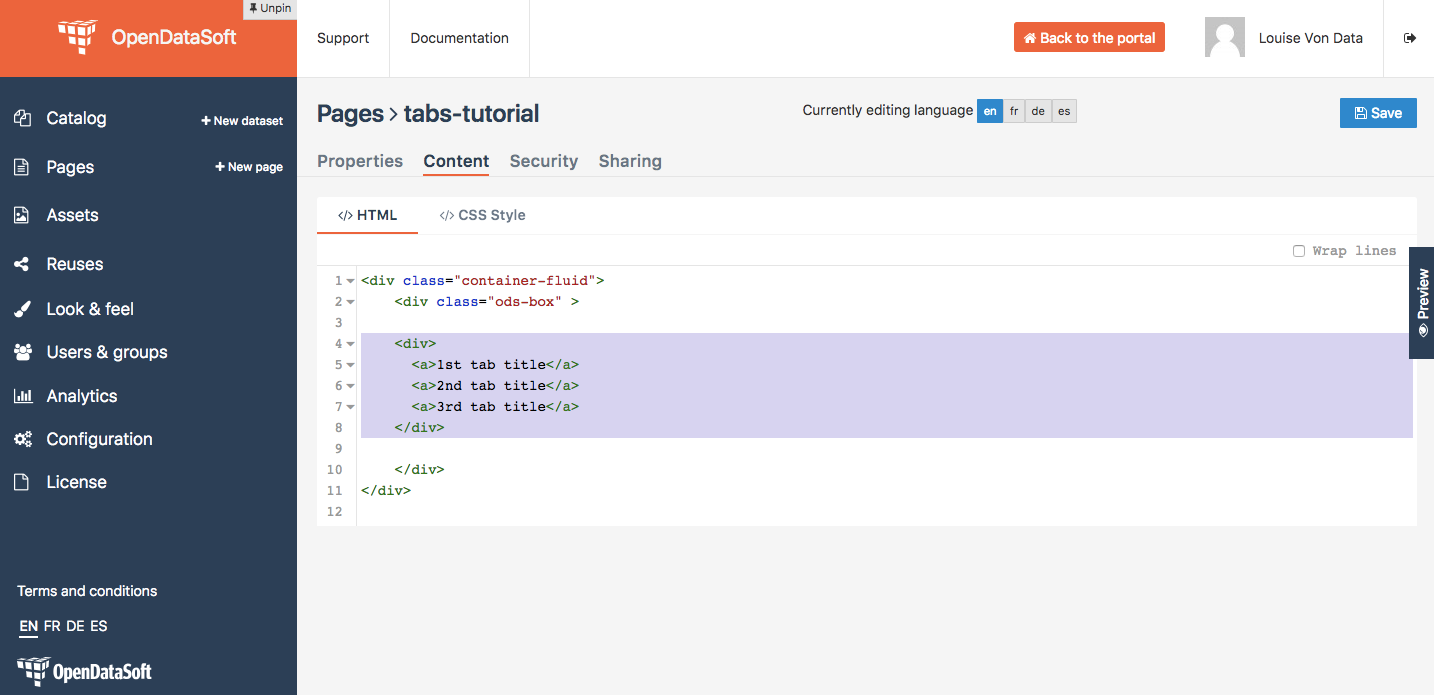 Unpin
OpenDataSoft
Support
Documentation
Back to the portal
Louise Von Data
Catalog
+ New dataset
Pages
+ New page
Assets
Reuses
Look & feel
Users & groups
Analytics
Configuration
License
Terms and conditions
EN FR DE ES
OpenDataSoft
Pages > tabs-tutorial
Currently editing language en fr de es
Save
Properties Content Security Sharing
</> HTML </> CSS Style
Wrap lines
Preview
1 <div class="container-fluid">
2     <div class="ods-box" >
3
4     <div>
5       <a>1st tab title</a>
6       <a>2nd tab title</a>
7       <a>3rd tab title</a>
8     </div>
9
10     </div>
11 </div>
12